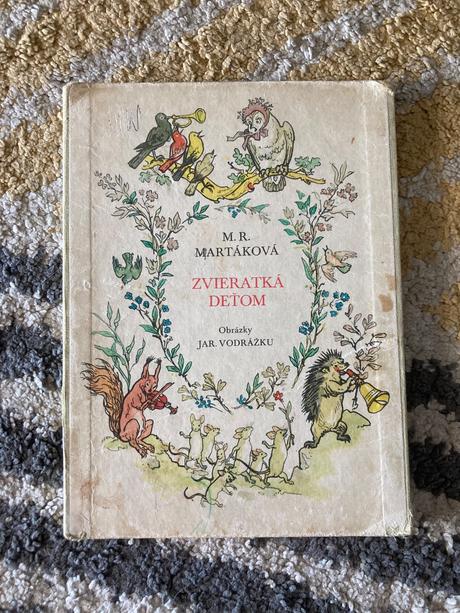 M. R.
MARTÁKOVÁ
ZVIERATKÁ
DEŤOM
Obrázky
JAR. VODRÁŽKU